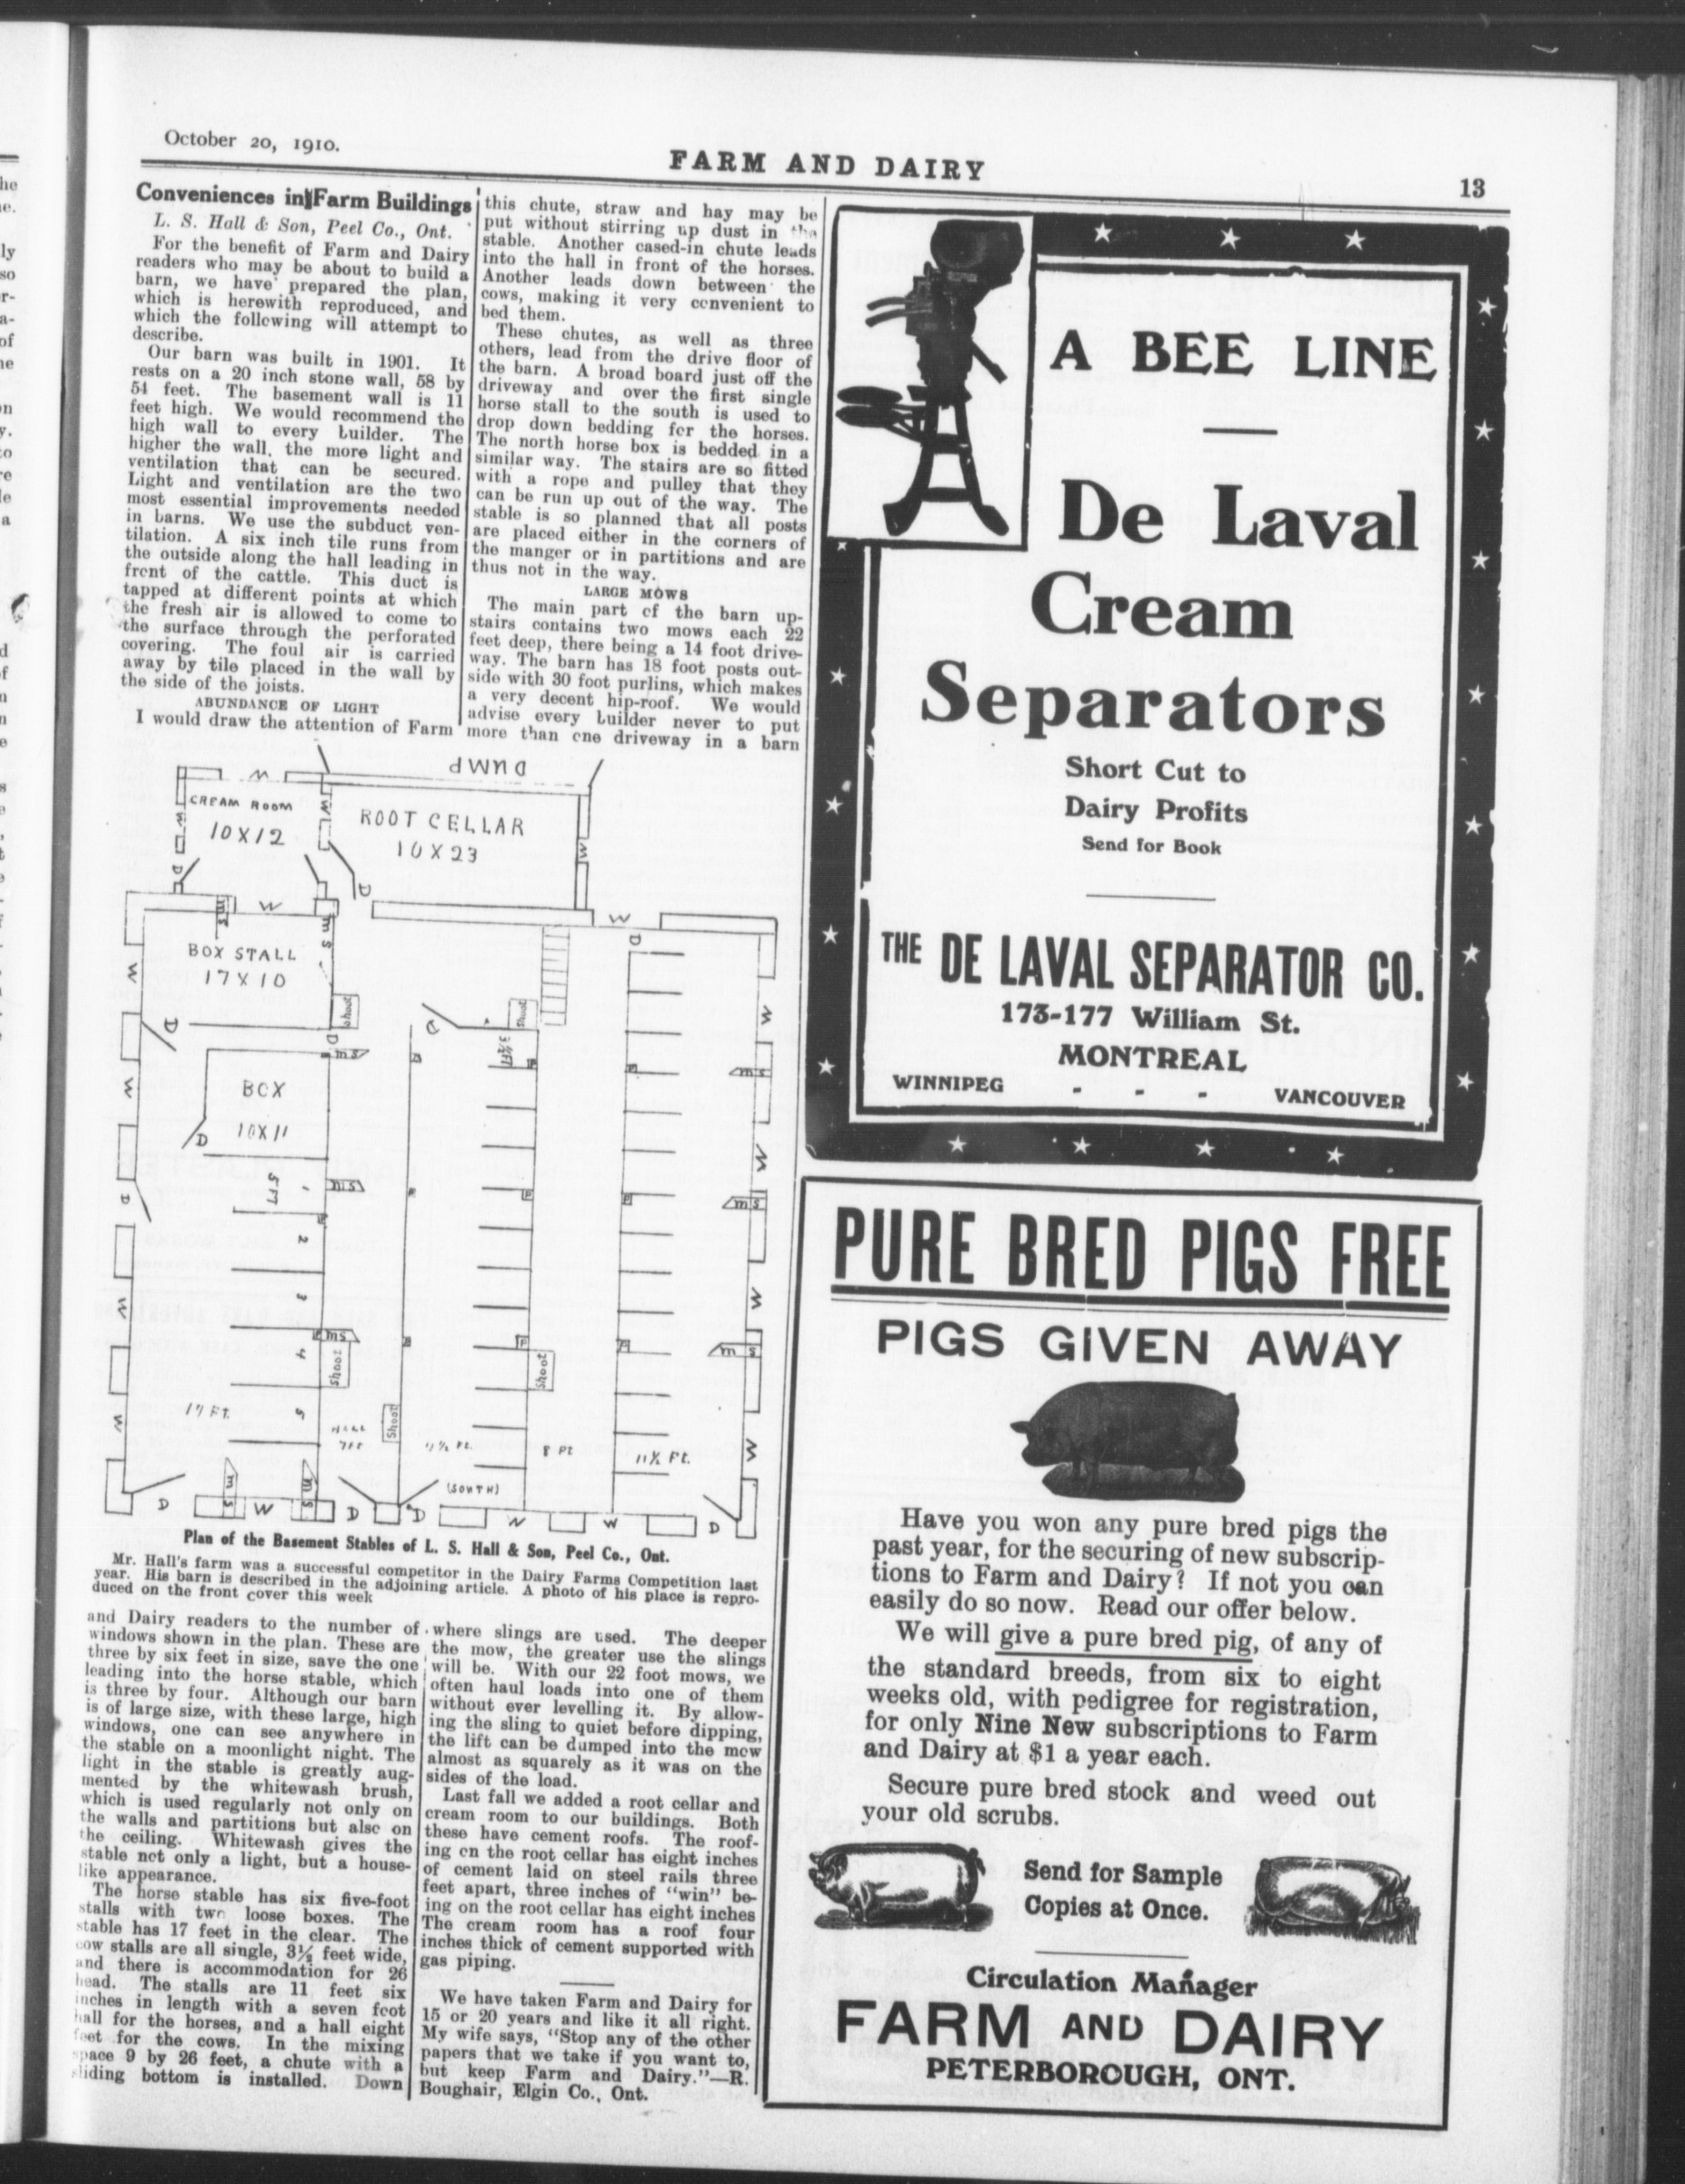 October 20, 1910.
FARM AND DAIRY
13
Conveniences in Farm Buildings
L. S. Hall & Son, Peel Co., Ont.
For the benefit of Farm and Dairy
readers who may be about to build a
barn, we have prepared the plan,
which is herewith reproduced, and
which the following will attempt to
describe.
Our barn was built in 1901. It
rests on a 20 inch stone wall, 58 by
54 feet. The basement wall is 11
feet high. We would recommend the
high wall to every builder. The
higher the wall, the more light and
ventilation that can be secured.
Light and ventilation are the two
most essential improvements needed
in barns. We use the subduct ven-
tilation. A six inch tile runs from
the outside along the hall leading in
front of the cattle. This duct is
tapped at different points at which
the fresh air is allowed to come to
the surface through the perforated
covering. The foul air is carried
away by tile placed in the wall by
the side of the joists.
ABUNDANCE OF LIGHT
I would draw the attention of Farm
this chute, straw and hay may be
put without stirring up dust in the
stable. Another cased-in chute leads
into the hall in front of the horses.
Another leads down between the
cows, making it very convenient to
bed them.
These chutes, as well as three
others, lead from the drive floor of
the barn. A broad board just off the
driveway and over the first single
horse stall to the south is used to
drop down bedding for the horses.
The north horse box is bedded in a
similar way. The stairs are so fitted
with a rope and pulley that they
can be run up out of the way. The
stable is so planned that all posts
are placed either in the corners of
the manger or in partitions and are
thus not in the way.
LARGE MOWS
The main part of the barn up-
stairs contains two mows each 22
feet deep, there being a 14 foot drive-
way. The barn has 18 foot posts out-
side with 30 foot purlins, which makes
a very decent hip-roof. We would
advise every builder never to put
more than one driveway in a barn
DUMP
W
CREAM ROOM
10X12
W
W
D
ROOT CELLAR
10X23
W
D
W
W
ms
ms
BOX STALL
17X10
W
D
Shoot
D
Shoot
D
D
3½FT
ms
BOX
10X11
D
W
W
ms
W
5FT
1
ms
D
P
P
W
ms
2
3
W
W
4
ms
Shoot
P
P
ms
Shoot
17 Ft.
5
W
HALL
7FT
Shoot
11½ Ft.
8 Ft
11½ Ft.
W
(SOUTH)
D
ms
W
ms
D
D
W
W
D
Plan of the Basement Stables of L. S. Hall & Son, Peel Co., Ont.
Mr. Hall's farm was a successful competitor in the Dairy Farms Competition last
year. His barn is described in the adjoining article. A photo of his place is repro-
duced on the front cover this week
and Dairy readers to the number of
windows shown in the plan. These are
three by six feet in size, save the one
leading into the horse stable, which
is three by four. Although our barn
is of large size, with these large, high
windows, one can see anywhere in
the stable on a moonlight night. The
light in the stable is greatly aug-
mented by the whitewash brush,
which is used regularly not only on
the walls and partitions but also on
the ceiling. Whitewash gives the
stable not only a light, but a house-
like appearance.
The horse stable has six five-foot
stalls with two loose boxes. The
stable has 17 feet in the clear. The
cow stalls are all single, 3½ feet wide,
and there is accommodation for 26
head. The stalls are 11 feet six
inches in length with a seven foot
hall for the horses, and a hall eight
feet for the cows. In the mixing
space 9 by 26 feet, a chute with a
sliding bottom is installed. Down
where slings are used. The deeper
the mow, the greater use the slings
will be. With our 22 foot mows, we
often haul loads into one of them
without ever levelling it. By allow-
ing the sling to quiet before dipping,
the lift can be dumped into the mow
almost as squarely as it was on the
sides of the load.
Last fall we added a root cellar and
cream room to our buildings. Both
these have cement roofs. The roof-
ing on the root cellar has eight inches
of cement laid on steel rails three
feet apart, three inches of "win" be-
ing on the root cellar has eight inches
The cream room has a roof four
inches thick of cement supported with
gas piping.
We have taken Farm and Dairy for
15 or 20 years and like it all right.
My wife says, "Stop any of the other
papers that we take if you want to,
but keep Farm and Dairy."—R.
Boughair, Elgin Co., Ont.
A BEE LINE
De Laval
Cream
Separators
Short Cut to
Dairy Profits
Send for Book
THE DE LAVAL SEPARATOR CO.
173-177 William St.
MONTREAL
WINNIPEG - - - VANCOUVER
PURE BRED PIGS FREE
PIGS GIVEN AWAY
Have you won any pure bred pigs the
past year, for the securing of new subscrip-
tions to Farm and Dairy? If not you can
easily do so now. Read our offer below.
We will give a pure bred pig, of any of
the standard breeds, from six to eight
weeks old, with pedigree for registration,
for only Nine New subscriptions to Farm
and Dairy at $1 a year each.
Secure pure bred stock and weed out
your old scrubs.
Send for Sample
Copies at Once.
Circulation Manager
FARM AND DAIRY
PETERBOROUGH, ONT.